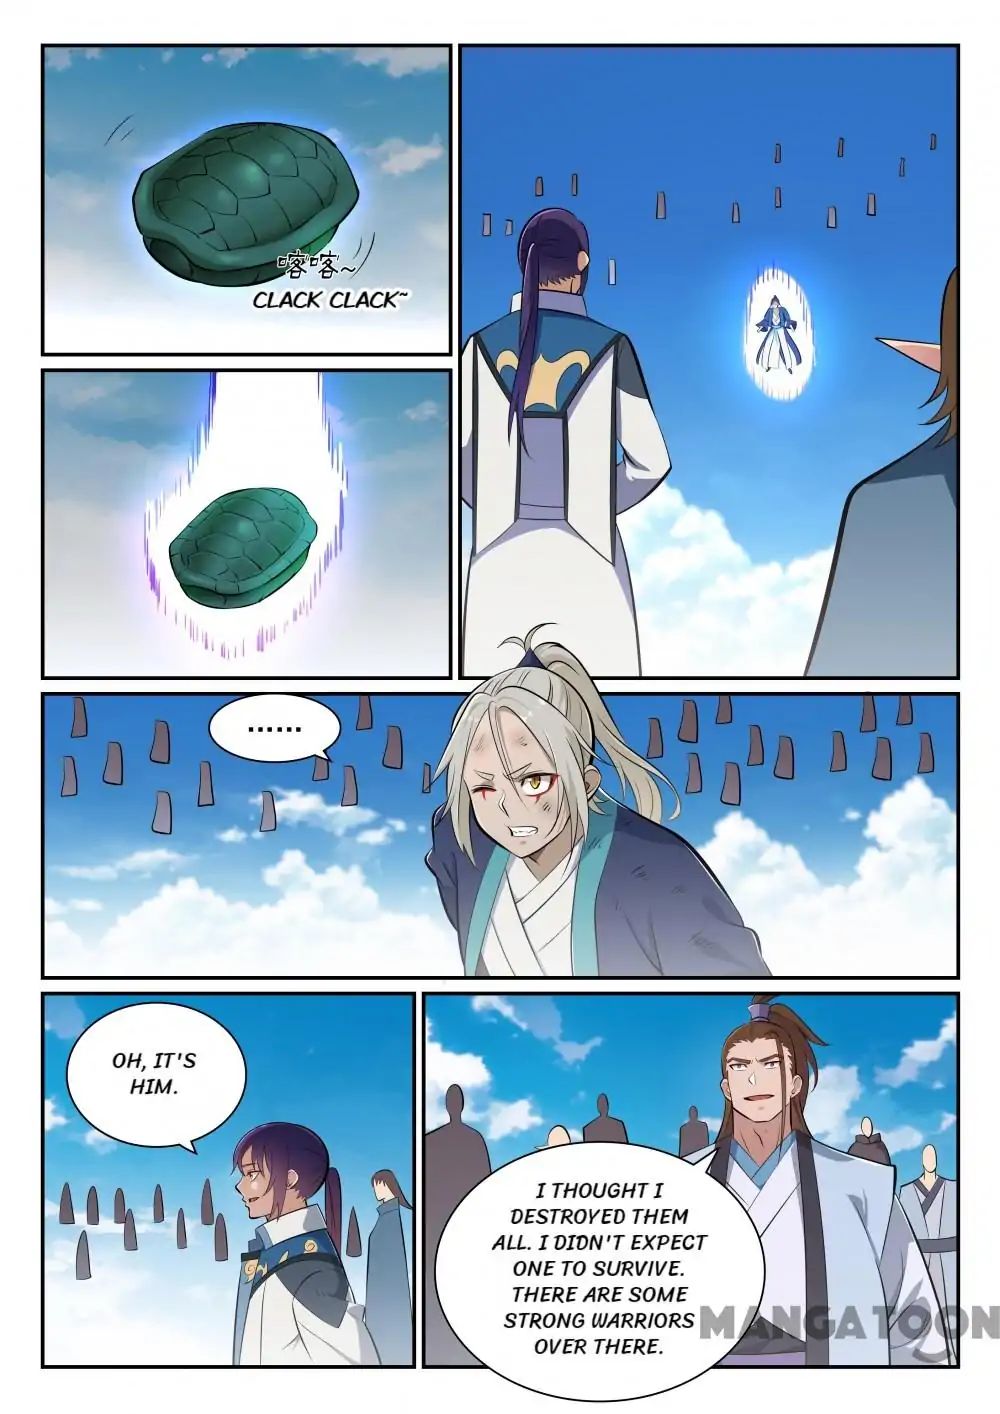 喀喀~
CLACK CLACK~
......
OH, IT'S
HIM.
I THOUGHT I
DESTROYED THEM
ALL. I DIDN'T EXPECT
ONE TO SURVIVE.
THERE ARE SOME
STRONG WARRIORS
OVER THERE.
MANGATOON